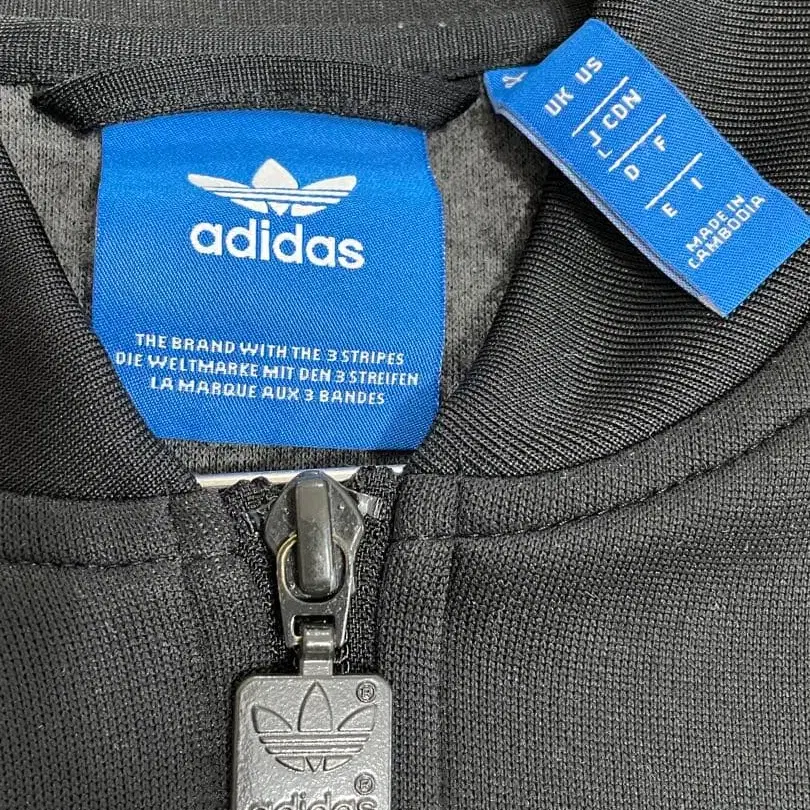 adidas
THE BRAND WITH THE 3 STRIPES
DIE WELTMARKE MIT DEN 3 STREIFEN
LA MARQUE AUX 3 BANDES
UK US
J CDN
L
D F
E I
MADE IN
CAMBODIA
®
®
adidas